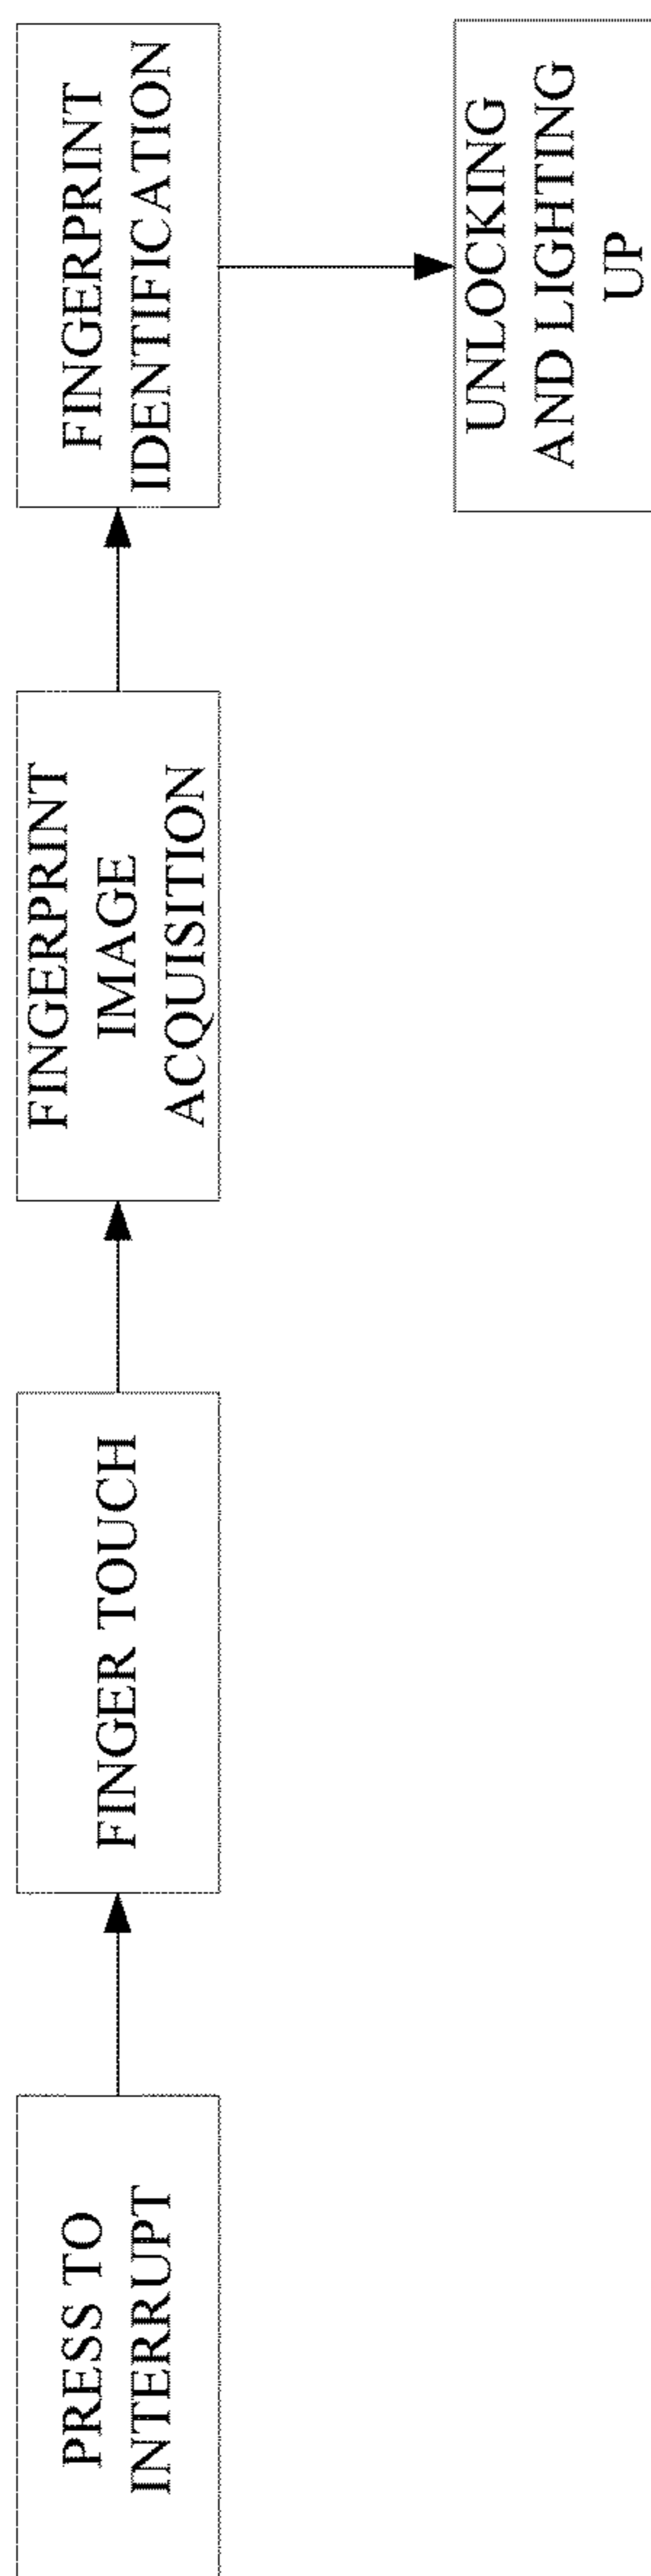 PRESS TO
INTERRUPT
FINGER TOUCH
FINGERPRINT
IMAGE
ACQUISITION
FINGERPRINT
IDENTIFICATION
UNLOCKING
AND LIGHTING
UP